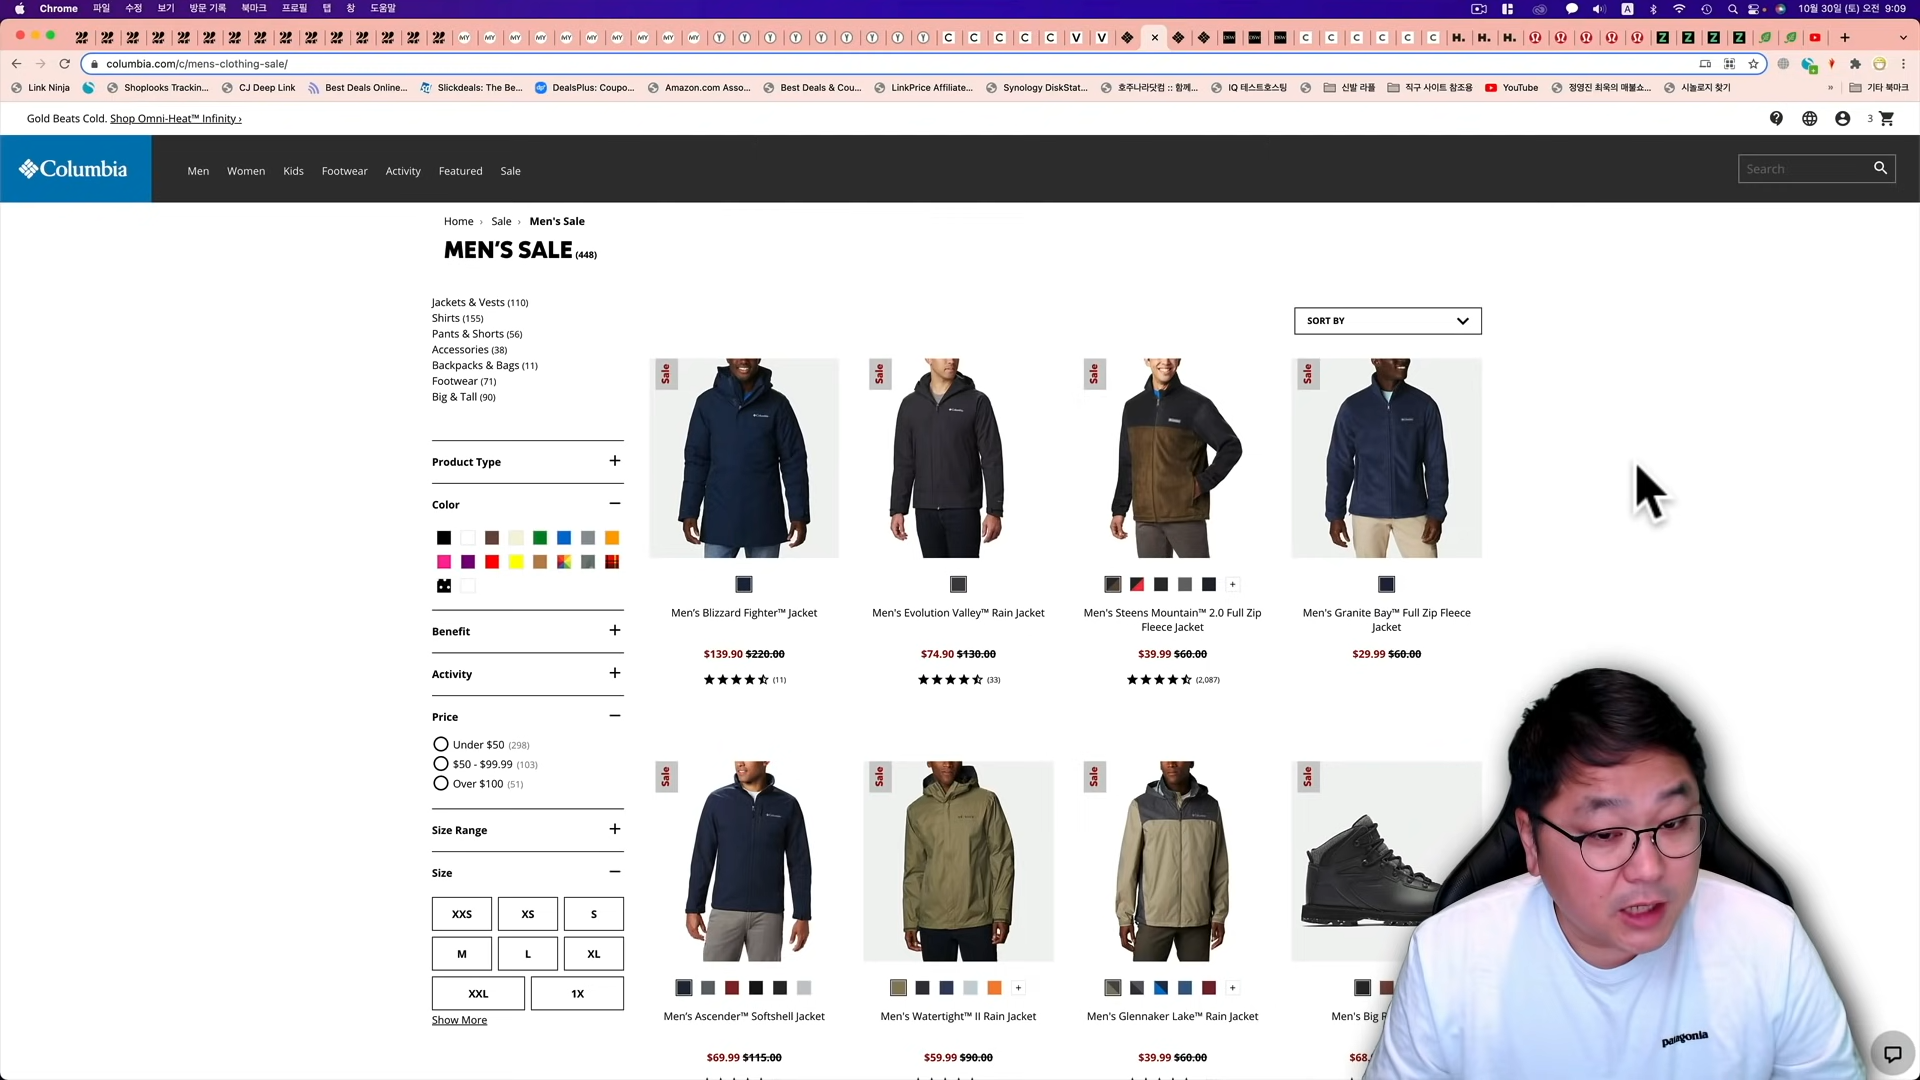 Chrome 파일 수정 보기 방문 기록 북마크 프로필 탭 창 도움말
10월 30일 (토) 오전 9:09
columbia.com/c/mens-clothing-sale/
Link Ninja Shoplooks Trackin... CJ Deep Link Best Deals Online... Slickdeals: The Be... DealsPlus: Coupo... Amazon.com Asso... Best Deals & Cou... LinkPrice Affiliate... Synology DiskStat... 호주나라닷컴 :: 함께... IQ 테스트호스팅 신발 라플 직구 사이트 참조용 YouTube 정영진 최욱의 매불쇼... 시놀로지 찾기 » 기타 북마크
Gold Beats Cold. Shop Omni-Heat™ Infinity ›
3
Columbia
Men Women Kids Footwear Activity Featured Sale
Search
Home › Sale › Men's Sale
MEN'S SALE (448)
Jackets & Vests (110)
Shirts (155)
Pants & Shorts (56)
Accessories (38)
Backpacks & Bags (11)
Footwear (71)
Big & Tall (90)
SORT BY
Product Type
Color
Benefit
Activity
Price
Under $50 (298)
$50 - $99.99 (103)
Over $100 (51)
Size Range
Size
XXS XS S
M L XL
XXL 1X
Show More
Sale
Men's Blizzard Fighter™ Jacket
$139.90 $220.00
(11)
Sale
Men's Evolution Valley™ Rain Jacket
$74.90 $130.00
(33)
Sale
Men's Steens Mountain™ 2.0 Full Zip
Fleece Jacket
$39.99 $60.00
(2,087)
Sale
Men's Granite Bay™ Full Zip Fleece
Jacket
$29.99 $60.00
Sale
Men's Ascender™ Softshell Jacket
$69.99 $115.00
Sale
Men's Watertight™ II Rain Jacket
$59.99 $90.00
Sale
Men's Glennaker Lake™ Rain Jacket
$39.99 $60.00
Sale
Men's Big
$68.
patagonia